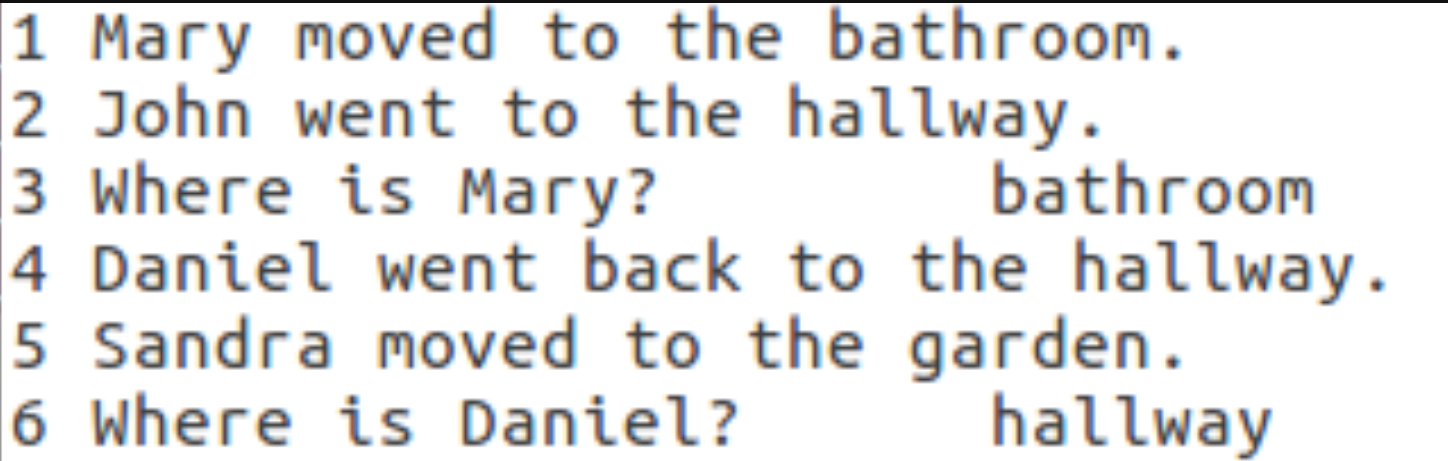 1 Mary moved to the bathroom.
2 John went to the hallway.
3 Where is Mary? bathroom
4 Daniel went back to the hallway.
5 Sandra moved to the garden.
6 Where is Daniel? hallway